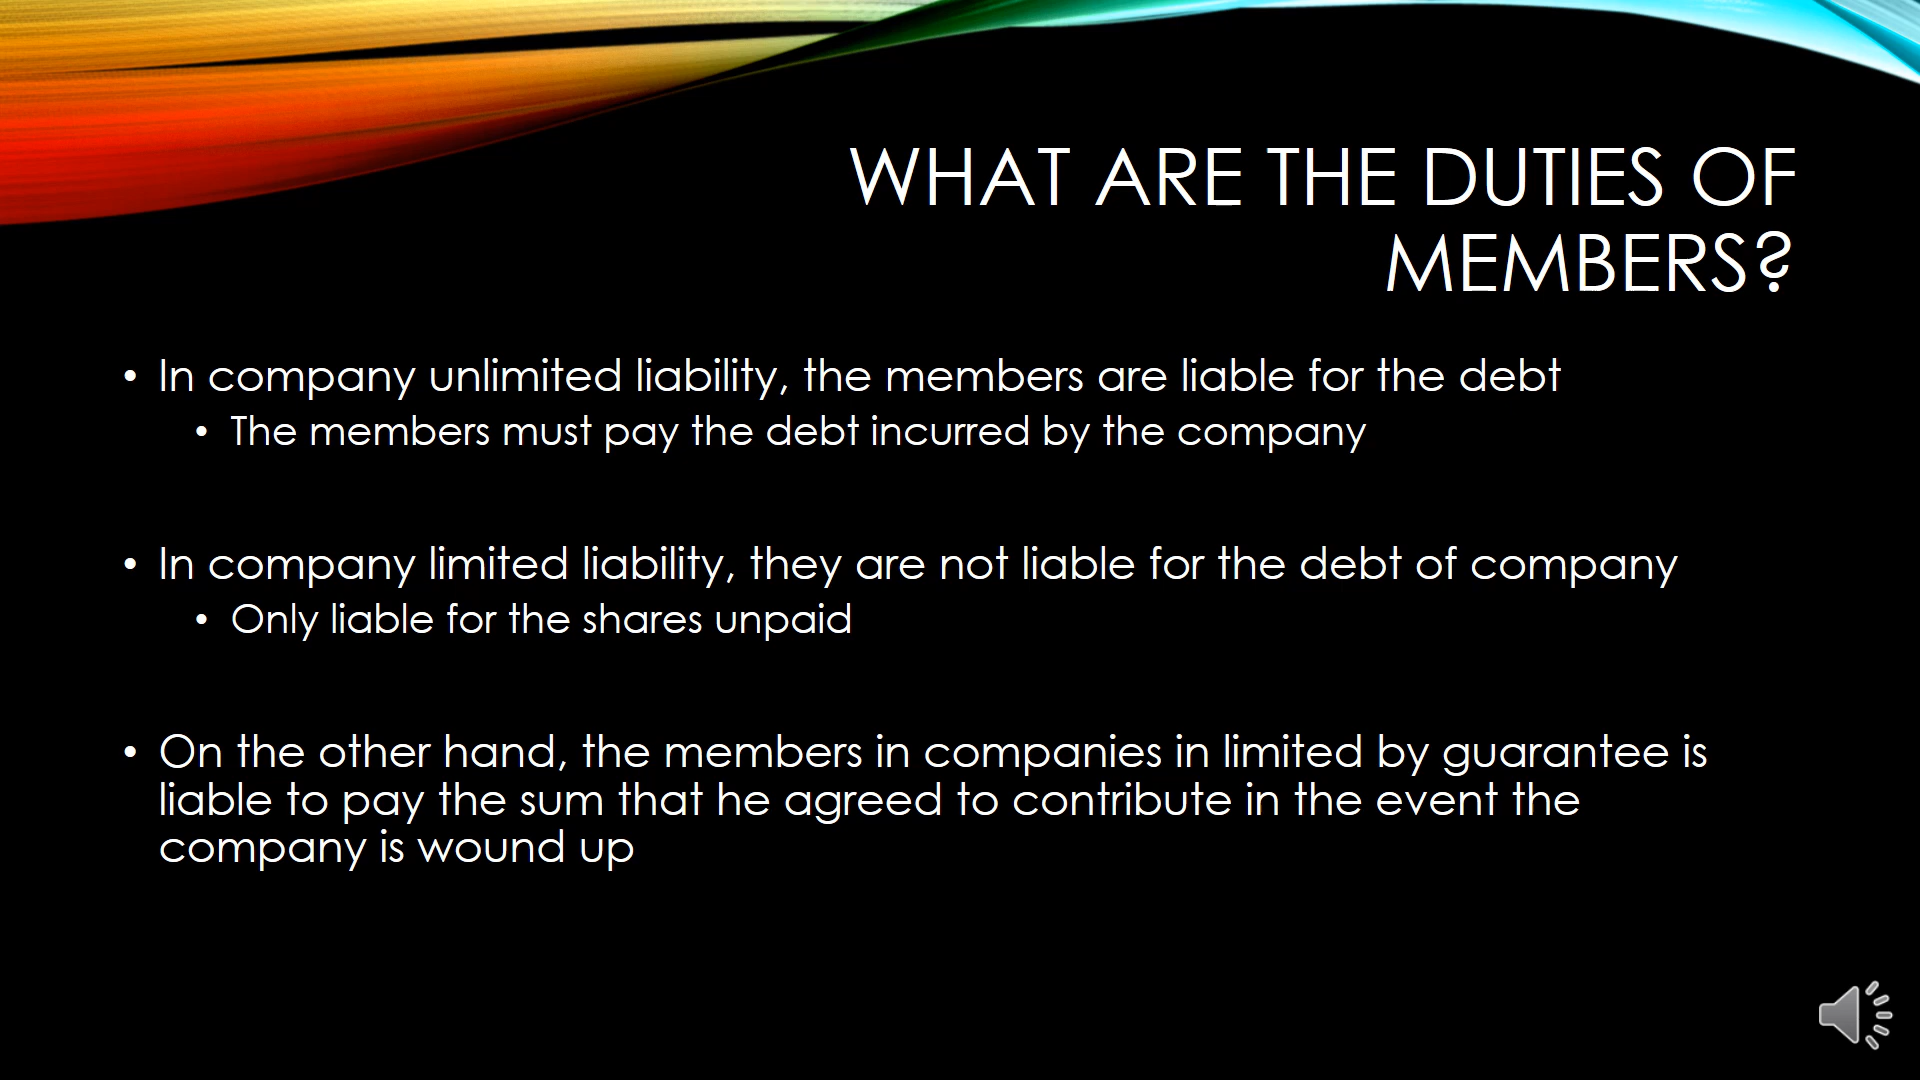 WHAT ARE THE DUTIES OF
MEMBERS?
• In company unlimited liability, the members are liable for the debt
• The members must pay the debt incurred by the company
• In company limited liability, they are not liable for the debt of company
• Only liable for the shares unpaid
• On the other hand, the members in companies in limited by guarantee is
liable to pay the sum that he agreed to contribute in the event the
company is wound up